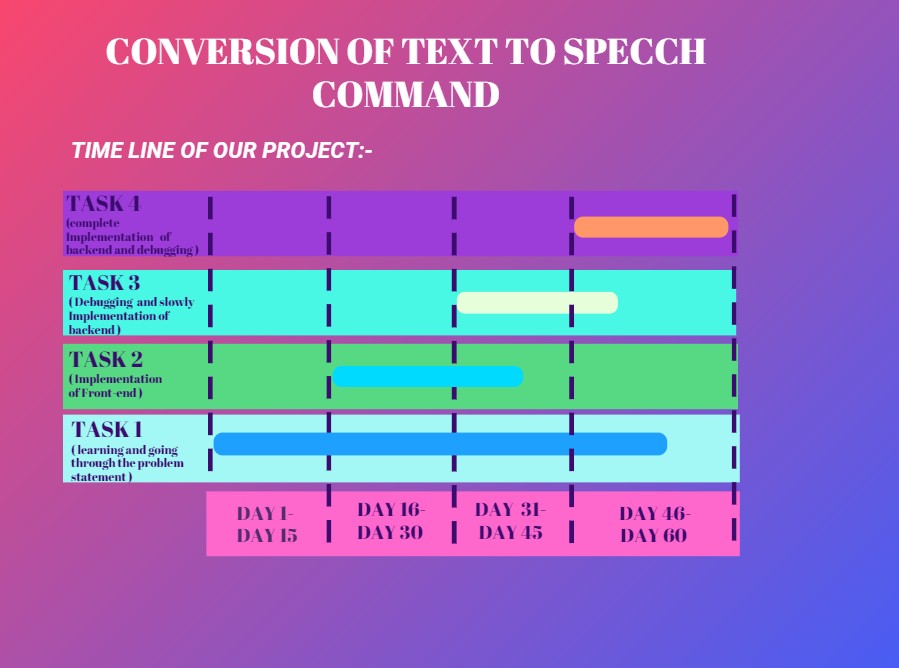 CONVERSION OF TEXT TO SPECCH
COMMAND
TIME LINE OF OUR PROJECT:-
TASK 4
(complete
Implementation of
backend and debugging )
TASK 3
( Debugging and slowly
Implementation of
backend )
TASK 2
( Implementation
of Front-end )
TASK 1
( learning and going
through the problem
statement )
DAY 1-
DAY 15
DAY 16-
DAY 30
DAY 31-
DAY 45
DAY 46-
DAY 60